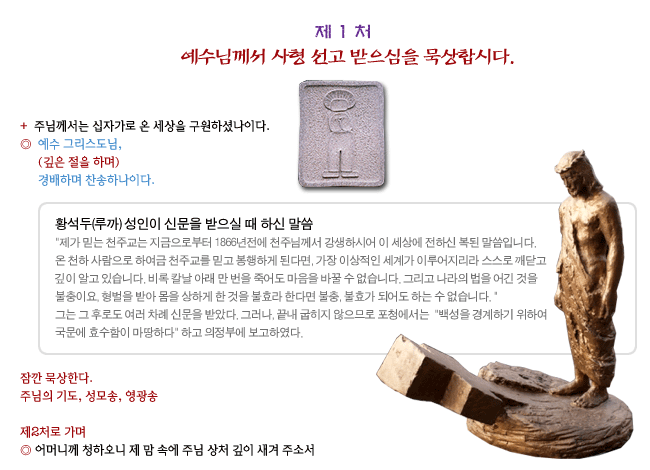 제 1 처
예수님께서 사형 선고 받으심을 묵상합시다.
+ 주님께서는 십자가로 온 세상을 구원하셨나이다.
◎ 예수 그리스도님,
(깊은 절을 하며)
경배하며 찬송하나이다.
황석두(루까) 성인이 신문을 받으실 때 하신 말씀
"제가 믿는 천주교는 지금으로부터 1866년전에 천주님께서 강생하시어 이 세상에 전하신 복된 말씀입니다.
온 천하 사람으로 하여금 천주교를 믿고 봉행하게 된다면, 가장 이상적인 세계가 이루어지리라 스스로 깨닫고
깊이 알고 있습니다. 비록 칼날 아래 만 번을 죽어도 마음을 바꿀 수 없습니다. 그리고 나라의 법을 어긴 것을
불충이요, 형벌을 받아 몸을 상하게 한 것을 불효라 한다면 불충, 불효가 되어도 하는 수 없습니다. "
그는 그 후로도 여러 차례 신문을 받았다. 그러나, 끝내 굽히지 않으므로 포청에서는 "백성을 경계하기 위하여
국문에 효수함이 마땅하다" 하고 의정부에 보고하였다.
잠깐 묵상한다.
주님의 기도, 성모송, 영광송
제2처로 가며
◎ 어머니께 청하오니 제 맘 속에 주님 상처 깊이 새겨 주소서